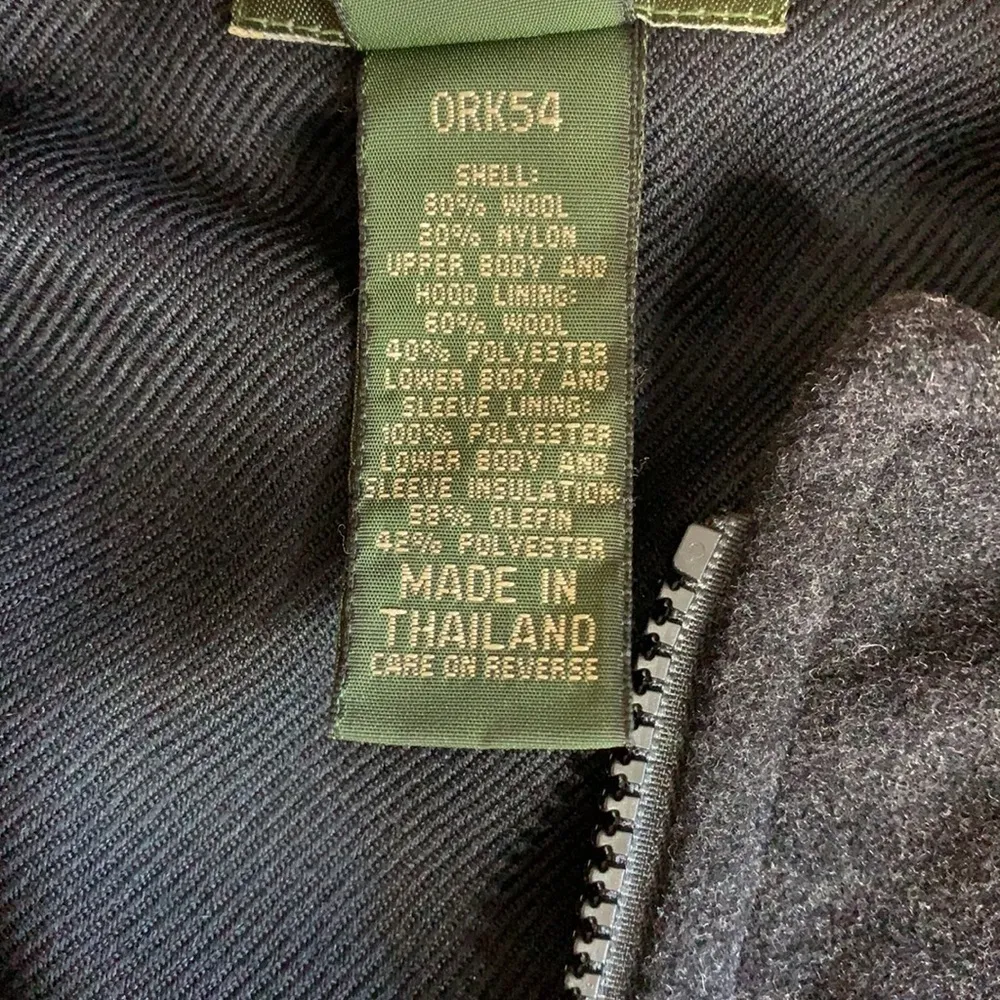 ORK54
SHELL:
80% WOOL
20% NYLON
UPPER BODY AND
HOOD LINING:
60% WOOL
40% POLYESTER
LOWER BODY AND
SLEEVE LINING:
100% POLYESTER
LOWER BODY AND
SLEEVE INSULATION:
58% OLEFIN
42% POLYESTER
MADE IN
THAILAND
CARE ON REVERSE